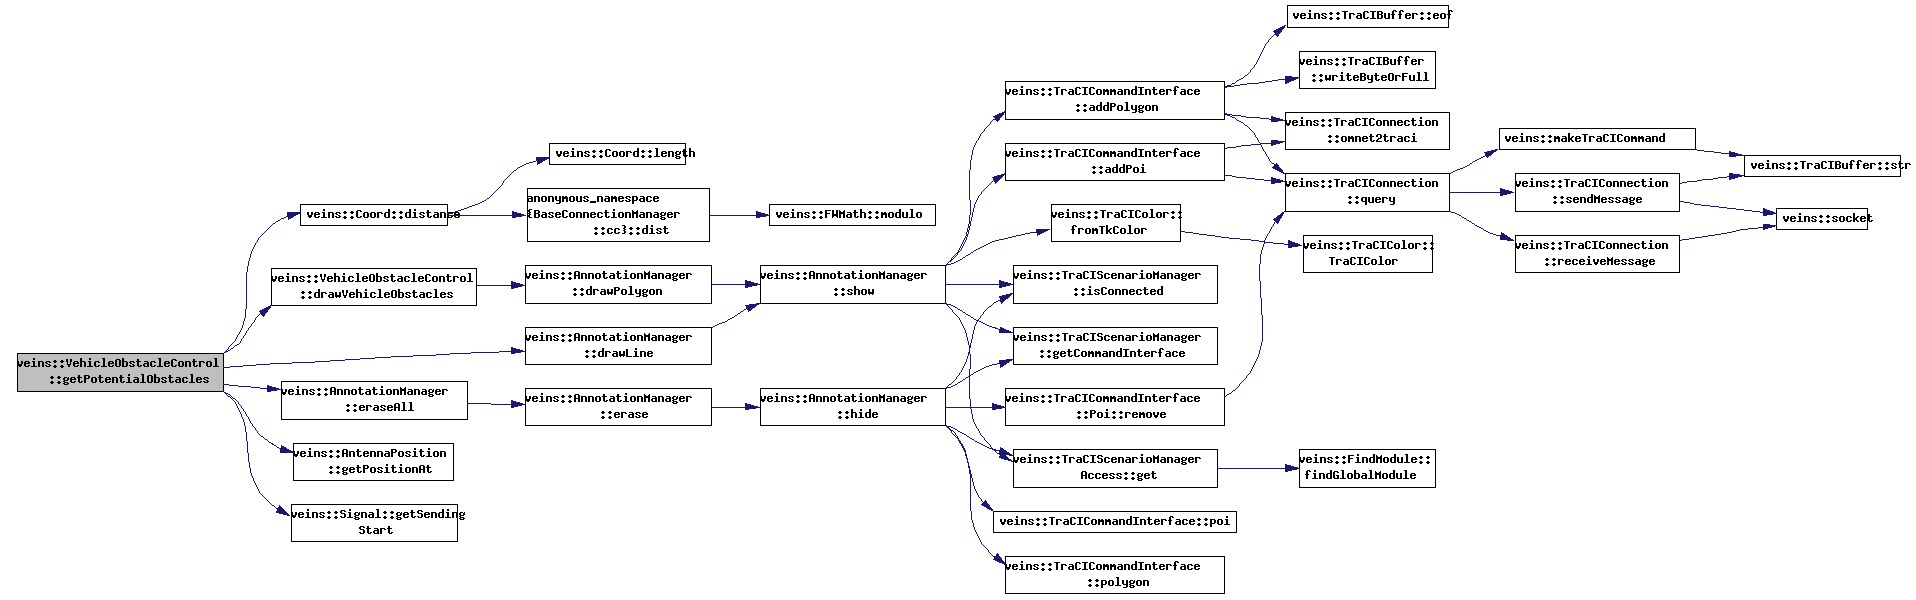 veins::VehicleObstacleControl
::getPotentialObstacles
veins::Coord::distance
veins::VehicleObstacleControl
::drawVehicleObstacles
veins::AnnotationManager
::eraseAll
veins::AntennaPosition
::getPositionAt
veins::Signal::getSending
Start
veins::Coord::length
anonymous_namespace
{BaseConnectionManager
::cc3::dist
veins::AnnotationManager
::drawPolygon
veins::AnnotationManager
::drawLine
veins::AnnotationManager
::erase
veins::FWMath::modulo
veins::AnnotationManager
::show
veins::AnnotationManager
::hide
veins::TraCICommandInterface
::addPolygon
veins::TraCICommandInterface
::addPoi
veins::TraCIColor::
fromTkColor
veins::TraCIScenarioManager
::isConnected
veins::TraCIScenarioManager
::getCommandInterface
veins::TraCICommandInterface
::Poi::remove
veins::TraCIScenarioManager
Access::get
veins::TraCICommandInterface::poi
veins::TraCICommandInterface
::polygon
veins::TraCIBuffer::eof
veins::TraCIBuffer
::writeByteOrFull
veins::TraCIConnection
::omnet2traci
veins::TraCIConnection
::query
veins::TraCIColor::
TraCIColor
veins::FindModule::
findGlobalModule
veins::makeTraCICommand
veins::TraCIConnection
::sendMessage
veins::TraCIConnection
::receiveMessage
veins::TraCIBuffer::str
veins::socket